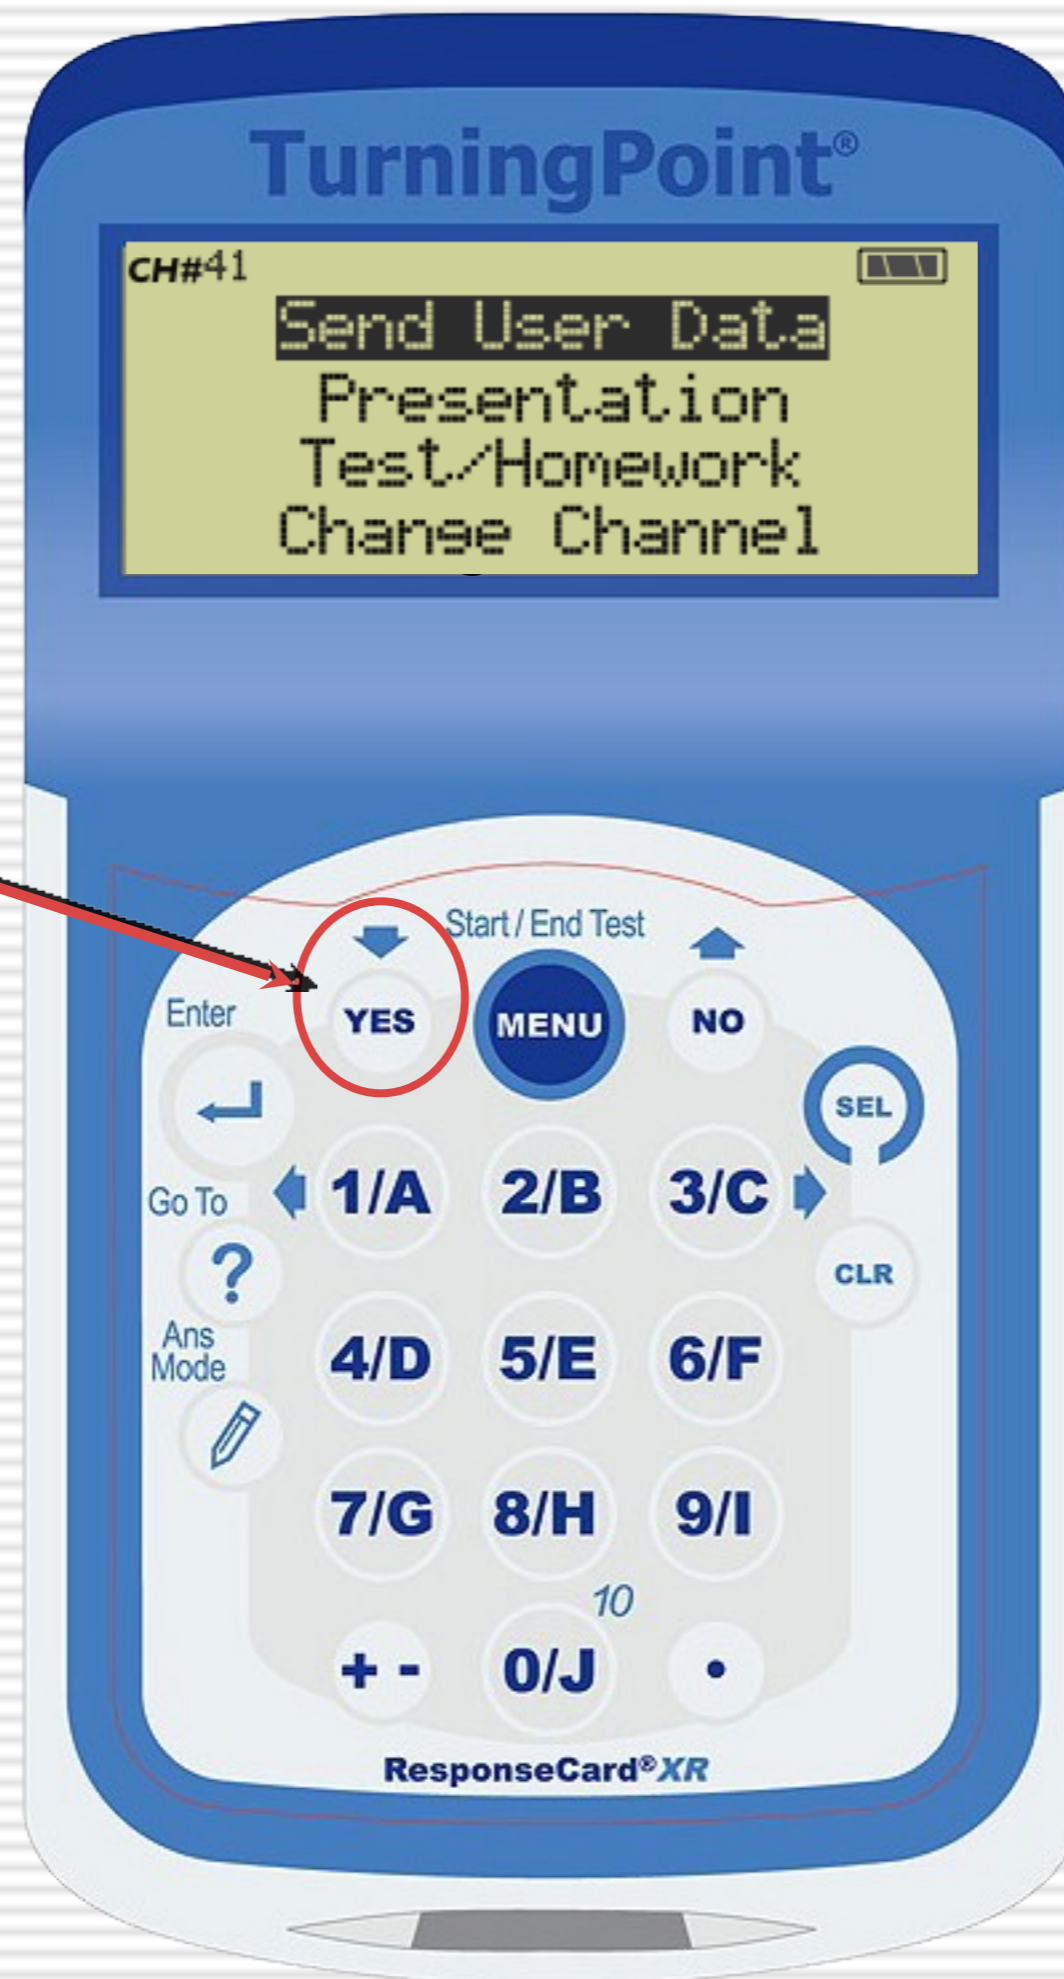 TurningPoint®
CH#41
Send User Data
Presentation
Test/Homework
Change Channel
Start / End Test
Enter
YES
MENU
NO
SEL
Go To
1/A
2/B
3/C
?
CLR
Ans
Mode
4/D
5/E
6/F
7/G
8/H
9/I
10
+ -
0/J
•
ResponseCard®XR